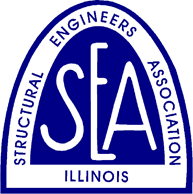 STRUCTURAL ENGINEERS ASSOCIATION
SEA
ILLINOIS